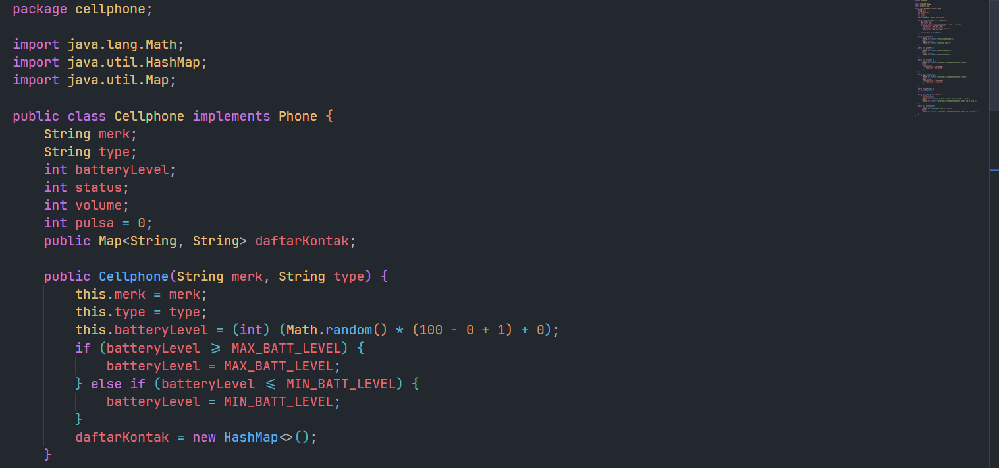 package cellphone;
import java.lang.Math;
import java.util.HashMap;
import java.util.Map;
public class Cellphone implements Phone {
String merk;
String type;
int batteryLevel;
int status;
int volume;
int pulsa = 0;
public Map<String, String> daftarKontak;
public Cellphone(String merk, String type) {
this.merk = merk;
this.type = type;
this.batteryLevel = (int) (Math.random() * (100 - 0 + 1) + 0);
if (batteryLevel >= MAX_BATT_LEVEL) {
batteryLevel = MAX_BATT_LEVEL;
} else if (batteryLevel <= MIN_BATT_LEVEL) {
batteryLevel = MIN_BATT_LEVEL;
}
daftarKontak = new HashMap<>();
}